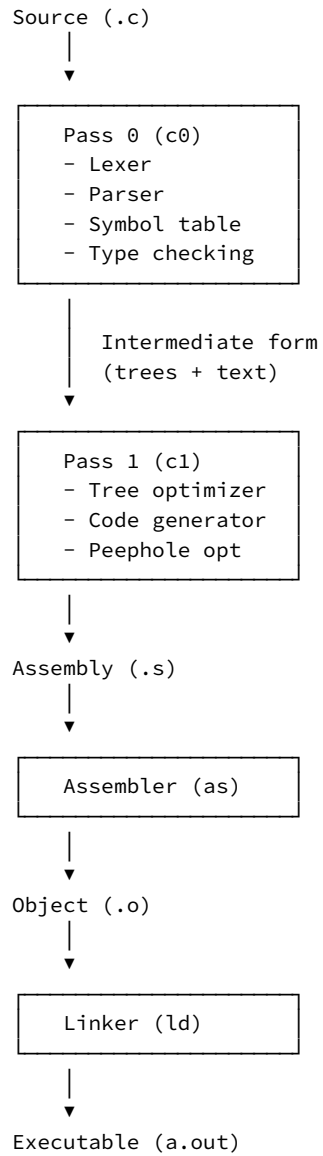 Source (.c)
Pass 0 (c0)
- Lexer
- Parser
- Symbol table
- Type checking
Intermediate form
(trees + text)
Pass 1 (c1)
- Tree optimizer
- Code generator
- Peephole opt
Assembly (.s)
Assembler (as)
Object (.o)
Linker (ld)
Executable (a.out)